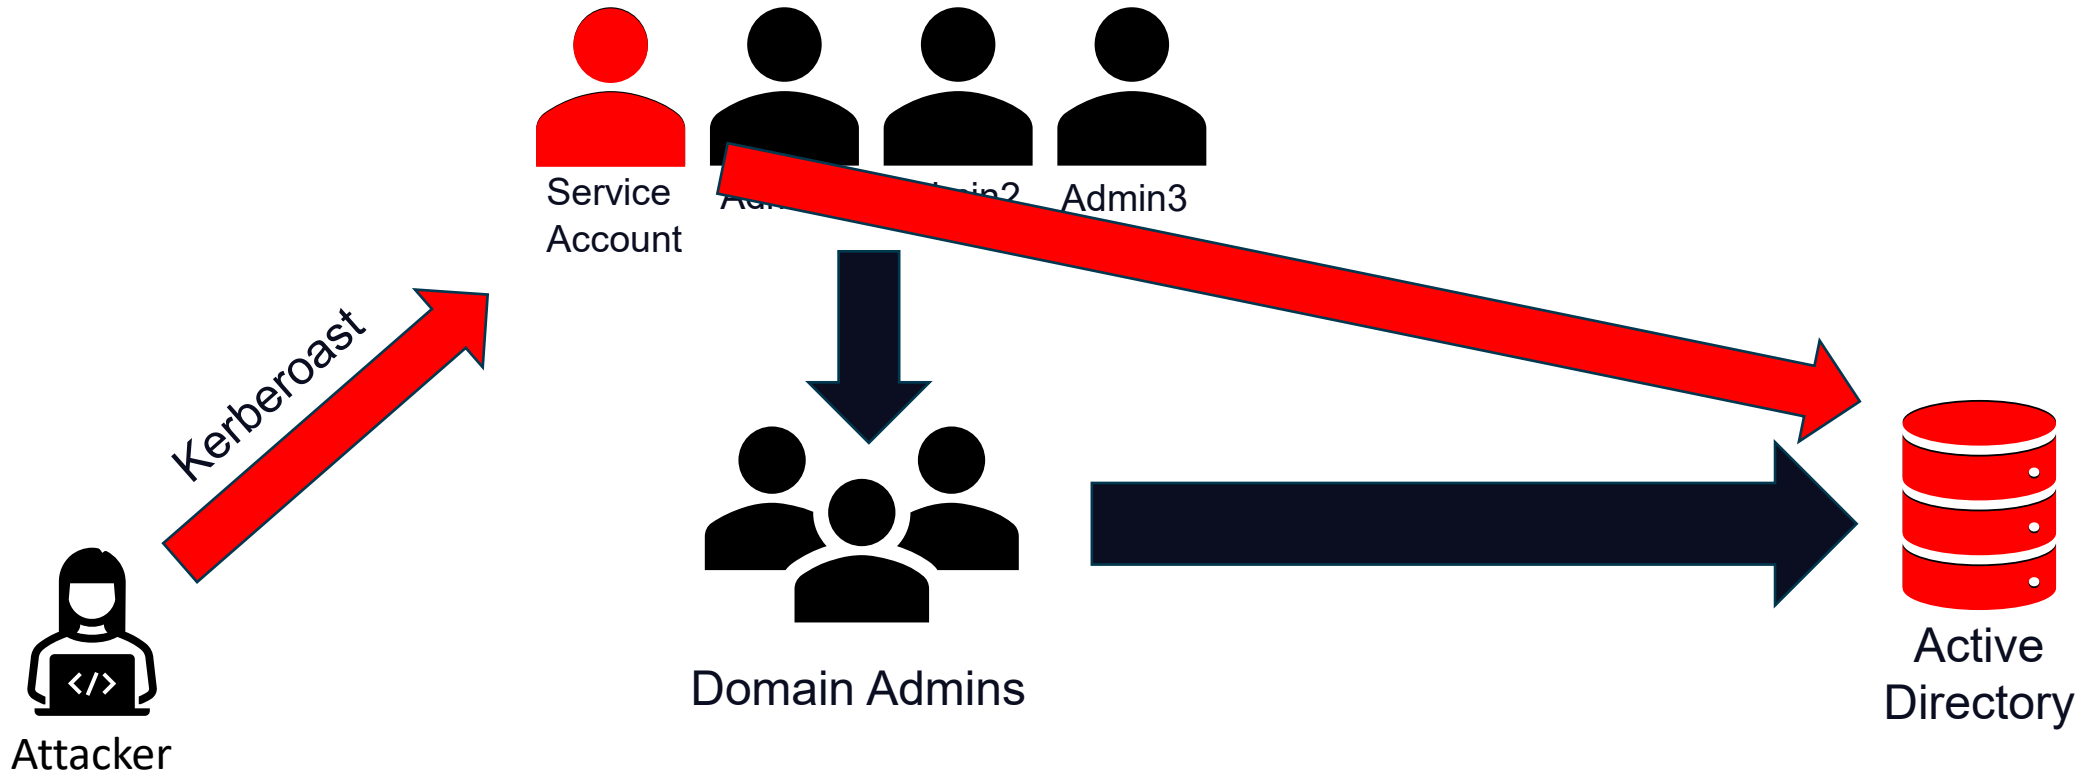 Service
Account
Admin3
Kerberoast
Domain Admins
Active
Directory
Attacker